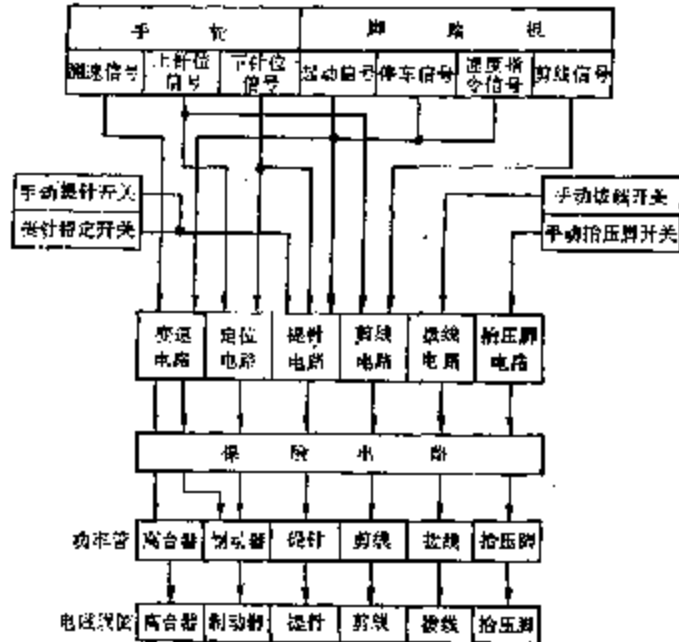 手轮 脚踏板
测速信号 上针位信号 下针位信号 起动信号 停车信号 速度指令信号 剪线信号
手动提针开关 手动拨线开关
提针指定开关 手动抬压脚开关
变速电路 定位电路 提针电路 剪线电路 拨线电路 抬压脚电路
保险电路
功率管 离合器 制动器 提针 剪线 拨线 抬压脚
电磁线圈 离合器 制动器 提针 剪线 拨线 抬压脚